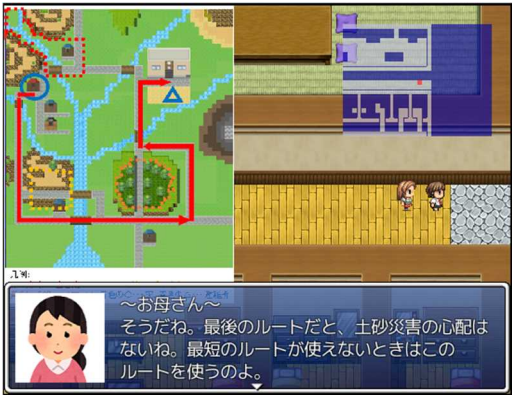 凡例:
～お母さん～
そうだね。最後のルートだと、土砂災害の心配は
ないね。最短のルートが使えないときはこの
ルートを使うのよ。